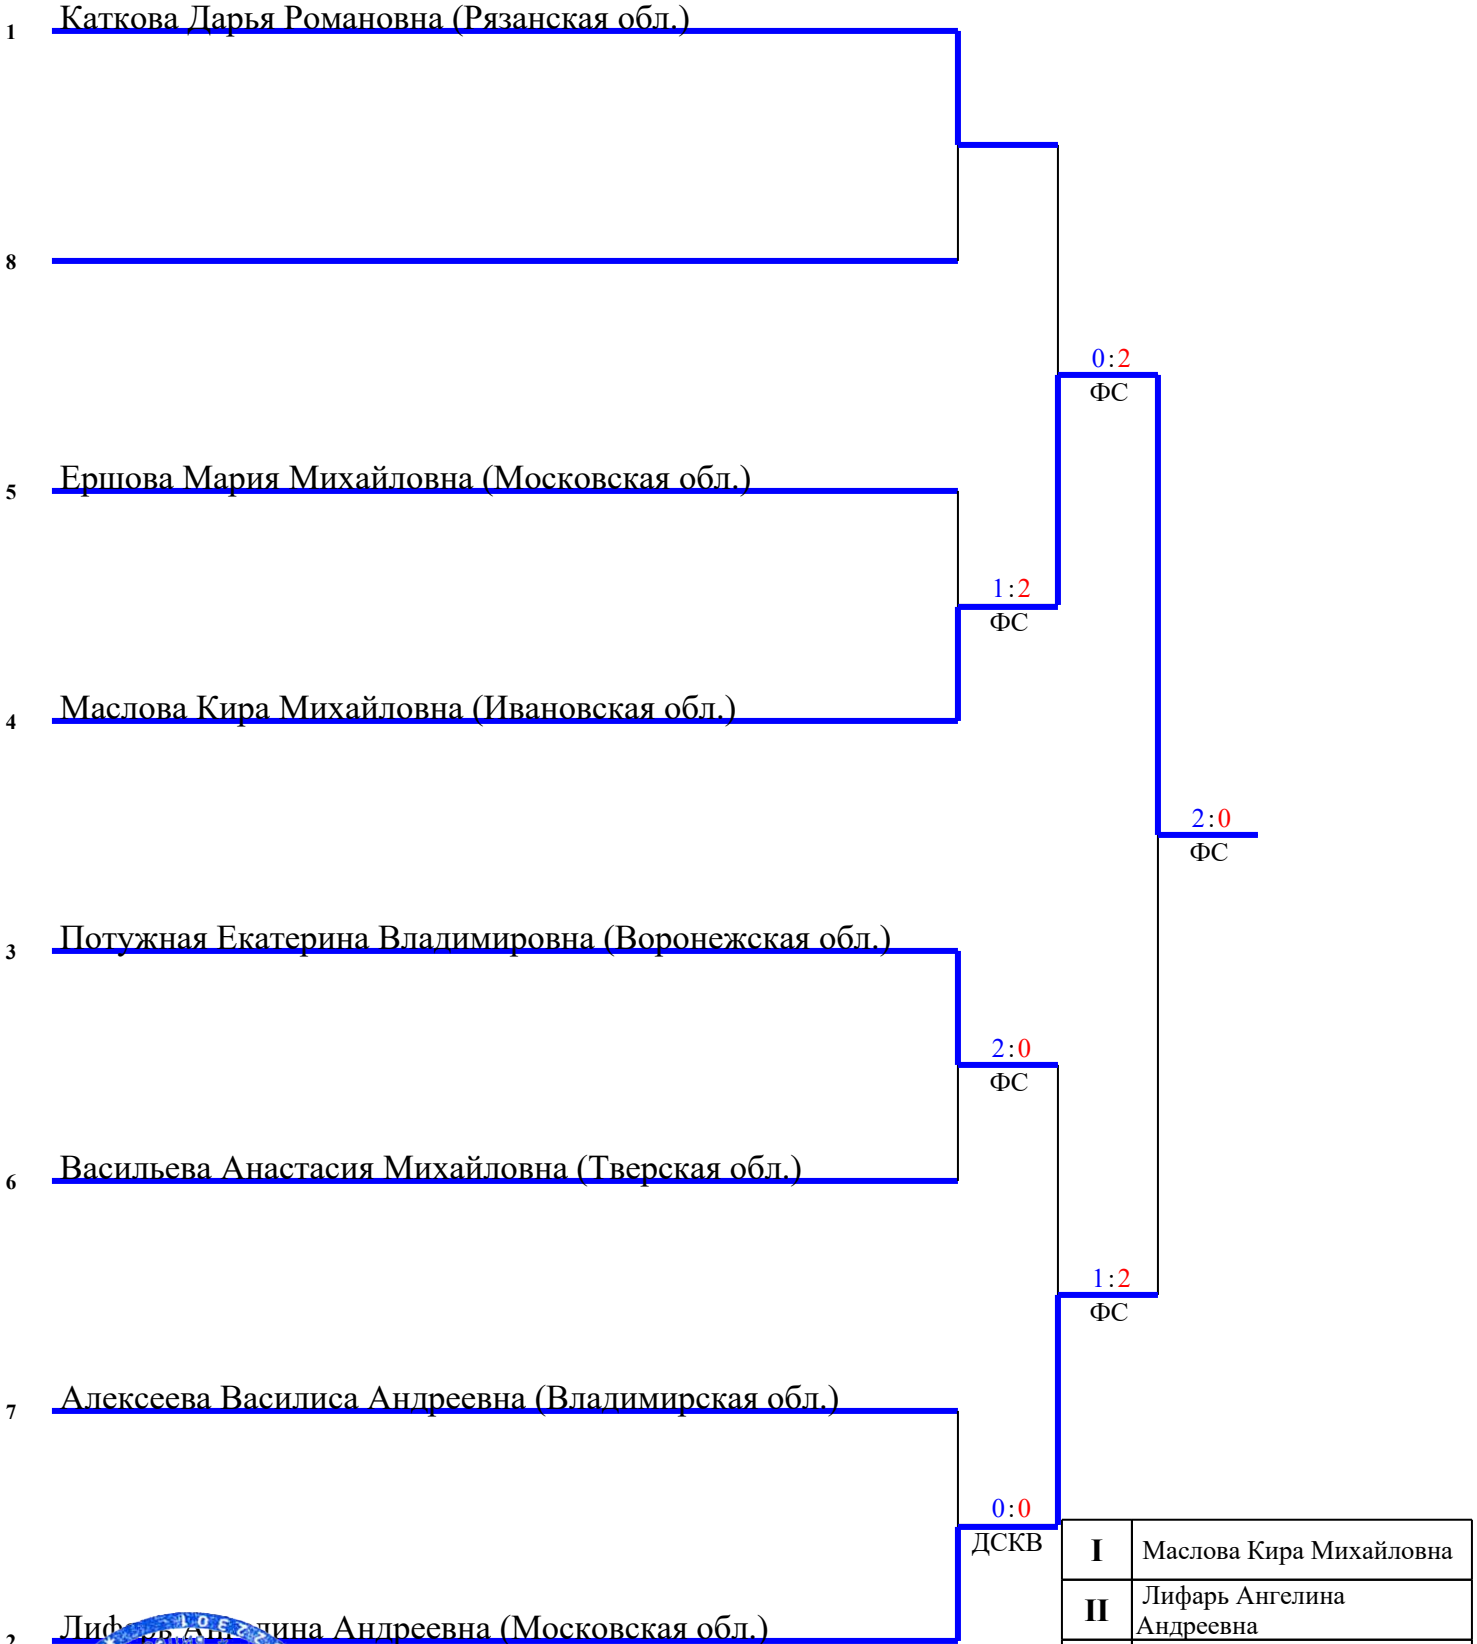 1 Каткова Дарья Романовна (Рязанская обл.)
8
0:2
ФС
5 Ершова Мария Михайловна (Московская обл.)
1:2
ФС
4 Маслова Кира Михайловна (Ивановская обл.)
2:0
ФС
3 Потужная Екатерина Владимировна (Воронежская обл.)
2:0
ФС
6 Васильева Анастасия Михайловна (Тверская обл.)
1:2
ФС
7 Алексеева Василиса Андреевна (Владимирская обл.)
0:0
ДСКВ
I Маслова Кира Михайловна
II Лифарь Ангелина
Андреевна
2 Лифарь Ангелина Андреевна (Московская обл.)